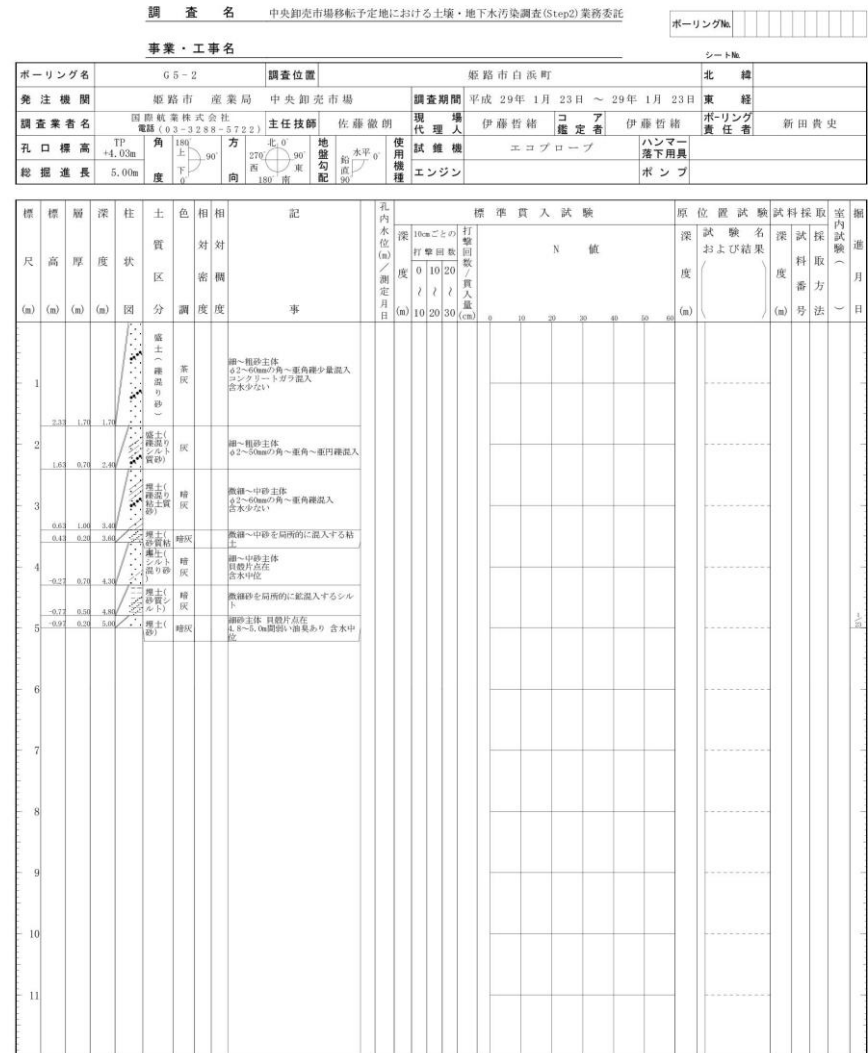 調 査 名 中央卸売市場移転予定地における土壌・地下水汚染調査(Step2)業務委託
ボーリングNo.
事業・工事名
シートNo.
ボーリング名 G5-2 調査位置 姫路市白浜町 北緯
発注機関 姫路市 産業局 中央卸売市場 調査期間 平成 29年 1月 23日 ～ 29年 1月 23日 東経
調査業者名 国際航業株式会社 電話(03-3288-5722) 主任技師 佐藤徹朗 現場代理人 伊藤哲緒 コア鑑定者 伊藤哲緒 ボーリング責任者 新田貴史
孔口標高 TP +4.03m 角度 180° 上 90° 下 0° 方向 北 0° 270° 西 90° 東 180° 南 地盤勾配 水平 0° 鉛直 90° 使用機種 試錐機 エコプローブ ハンマー落下用具
総掘進長 5.00m エンジン ポンプ
標尺(m) 標高(m) 層厚(m) 深度(m) 柱状図 土質区分 色調 相対密度 相対稠度 記事 孔内水位(m)/測定月日 標準貫入試験 原位置試験 試料採取 室内試験( ) 掘進月日
深度(m) 10cmごとの打撃回数 打撃回数/貫入量(cm) N 値 深度(m) 試験名および結果 深度(m) 試料番号 採取方法
0 10 20
～ ～ ～
10 20 30
0 10 20 30 40 50 60
盛土(礫混り砂) 茶灰 細～粗砂主体
φ2～60mmの角～亜角礫少量混入
コンクリートガラ混入
含水少ない
1
2.33 1.70 1.70
2 盛土(礫混りシルト質砂) 灰 細～粗砂主体
φ2～50mmの角～亜角～亜円礫混入
1.63 0.70 2.40
3 埋土(礫混り粘土質砂) 暗灰 微細～中砂主体
φ2～60mmの角～亜角礫混入
含水少ない
0.63 1.00 3.40
0.43 0.20 3.60 埋土(砂質粘土) 暗灰 微細～中砂を局所的に混入する粘土
4 埋土(シルト混り砂) 暗灰 細～中砂主体
貝殻片点在
含水中位
-0.27 0.70 4.30
埋土(砂質シルト) 暗灰 微細砂を局所的に混入するシルト
-0.77 0.50 4.80
5 -0.97 0.20 5.00 埋土(砂) 暗灰 細砂主体 貝殻片点在
4.8～5.0m間弱い油臭あり 含水中位
6
7
8
9
10
11